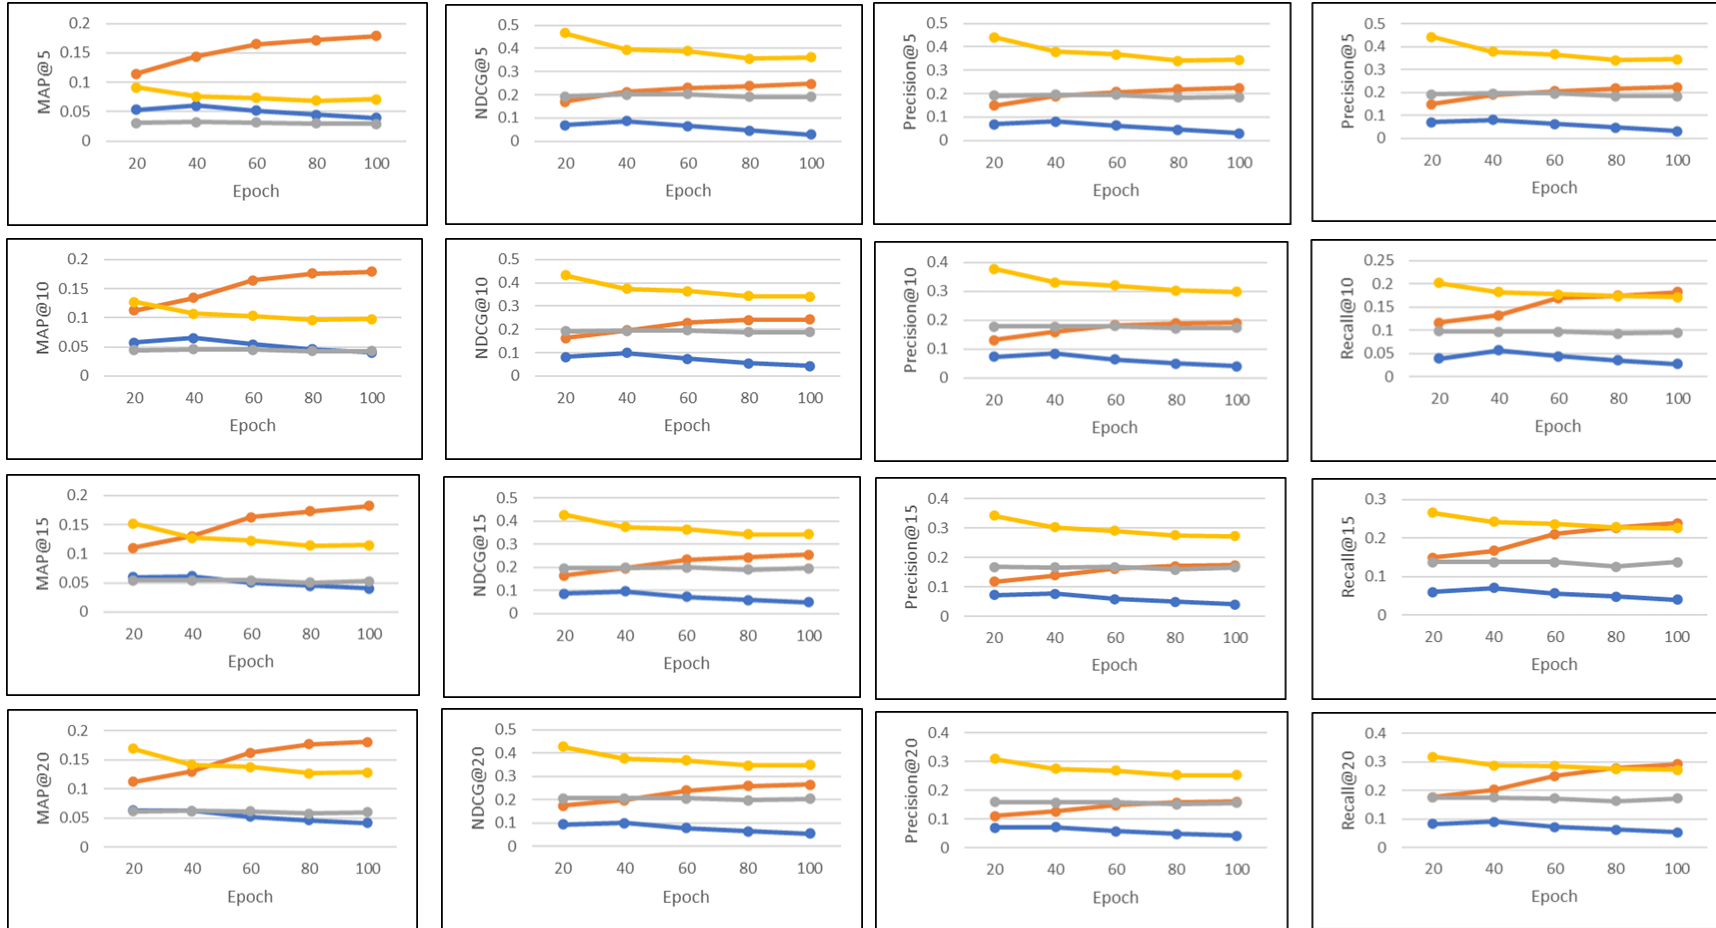 MAP@5
0.2
0.15
0.1
0.05
0
20 40 60 80 100
Epoch
NDCG@5
0.5
0.4
0.3
0.2
0.1
0
20 40 60 80 100
Epoch
Precision@5
0.5
0.4
0.3
0.2
0.1
0
20 40 60 80 100
Epoch
Precision@5
0.5
0.4
0.3
0.2
0.1
0
20 40 60 80 100
Epoch
MAP@10
0.2
0.15
0.1
0.05
0
20 40 60 80 100
Epoch
NDCG@10
0.5
0.4
0.3
0.2
0.1
0
20 40 60 80 100
Epoch
Precision@10
0.4
0.3
0.2
0.1
0
20 40 60 80 100
Epoch
Recall@10
0.25
0.2
0.15
0.1
0.05
0
20 40 60 80 100
Epoch
MAP@15
0.2
0.15
0.1
0.05
0
20 40 60 80 100
Epoch
NDCG@15
0.5
0.4
0.3
0.2
0.1
0
20 40 60 80 100
Epoch
Precision@15
0.4
0.3
0.2
0.1
0
20 40 60 80 100
Epoch
Recall@15
0.3
0.2
0.1
0
20 40 60 80 100
Epoch
MAP@20
0.2
0.15
0.1
0.05
0
20 40 60 80 100
Epoch
NDCG@20
0.5
0.4
0.3
0.2
0.1
0
20 40 60 80 100
Epoch
Precision@20
0.4
0.3
0.2
0.1
0
20 40 60 80 100
Epoch
Recall@20
0.4
0.3
0.2
0.1
0
20 40 60 80 100
Epoch